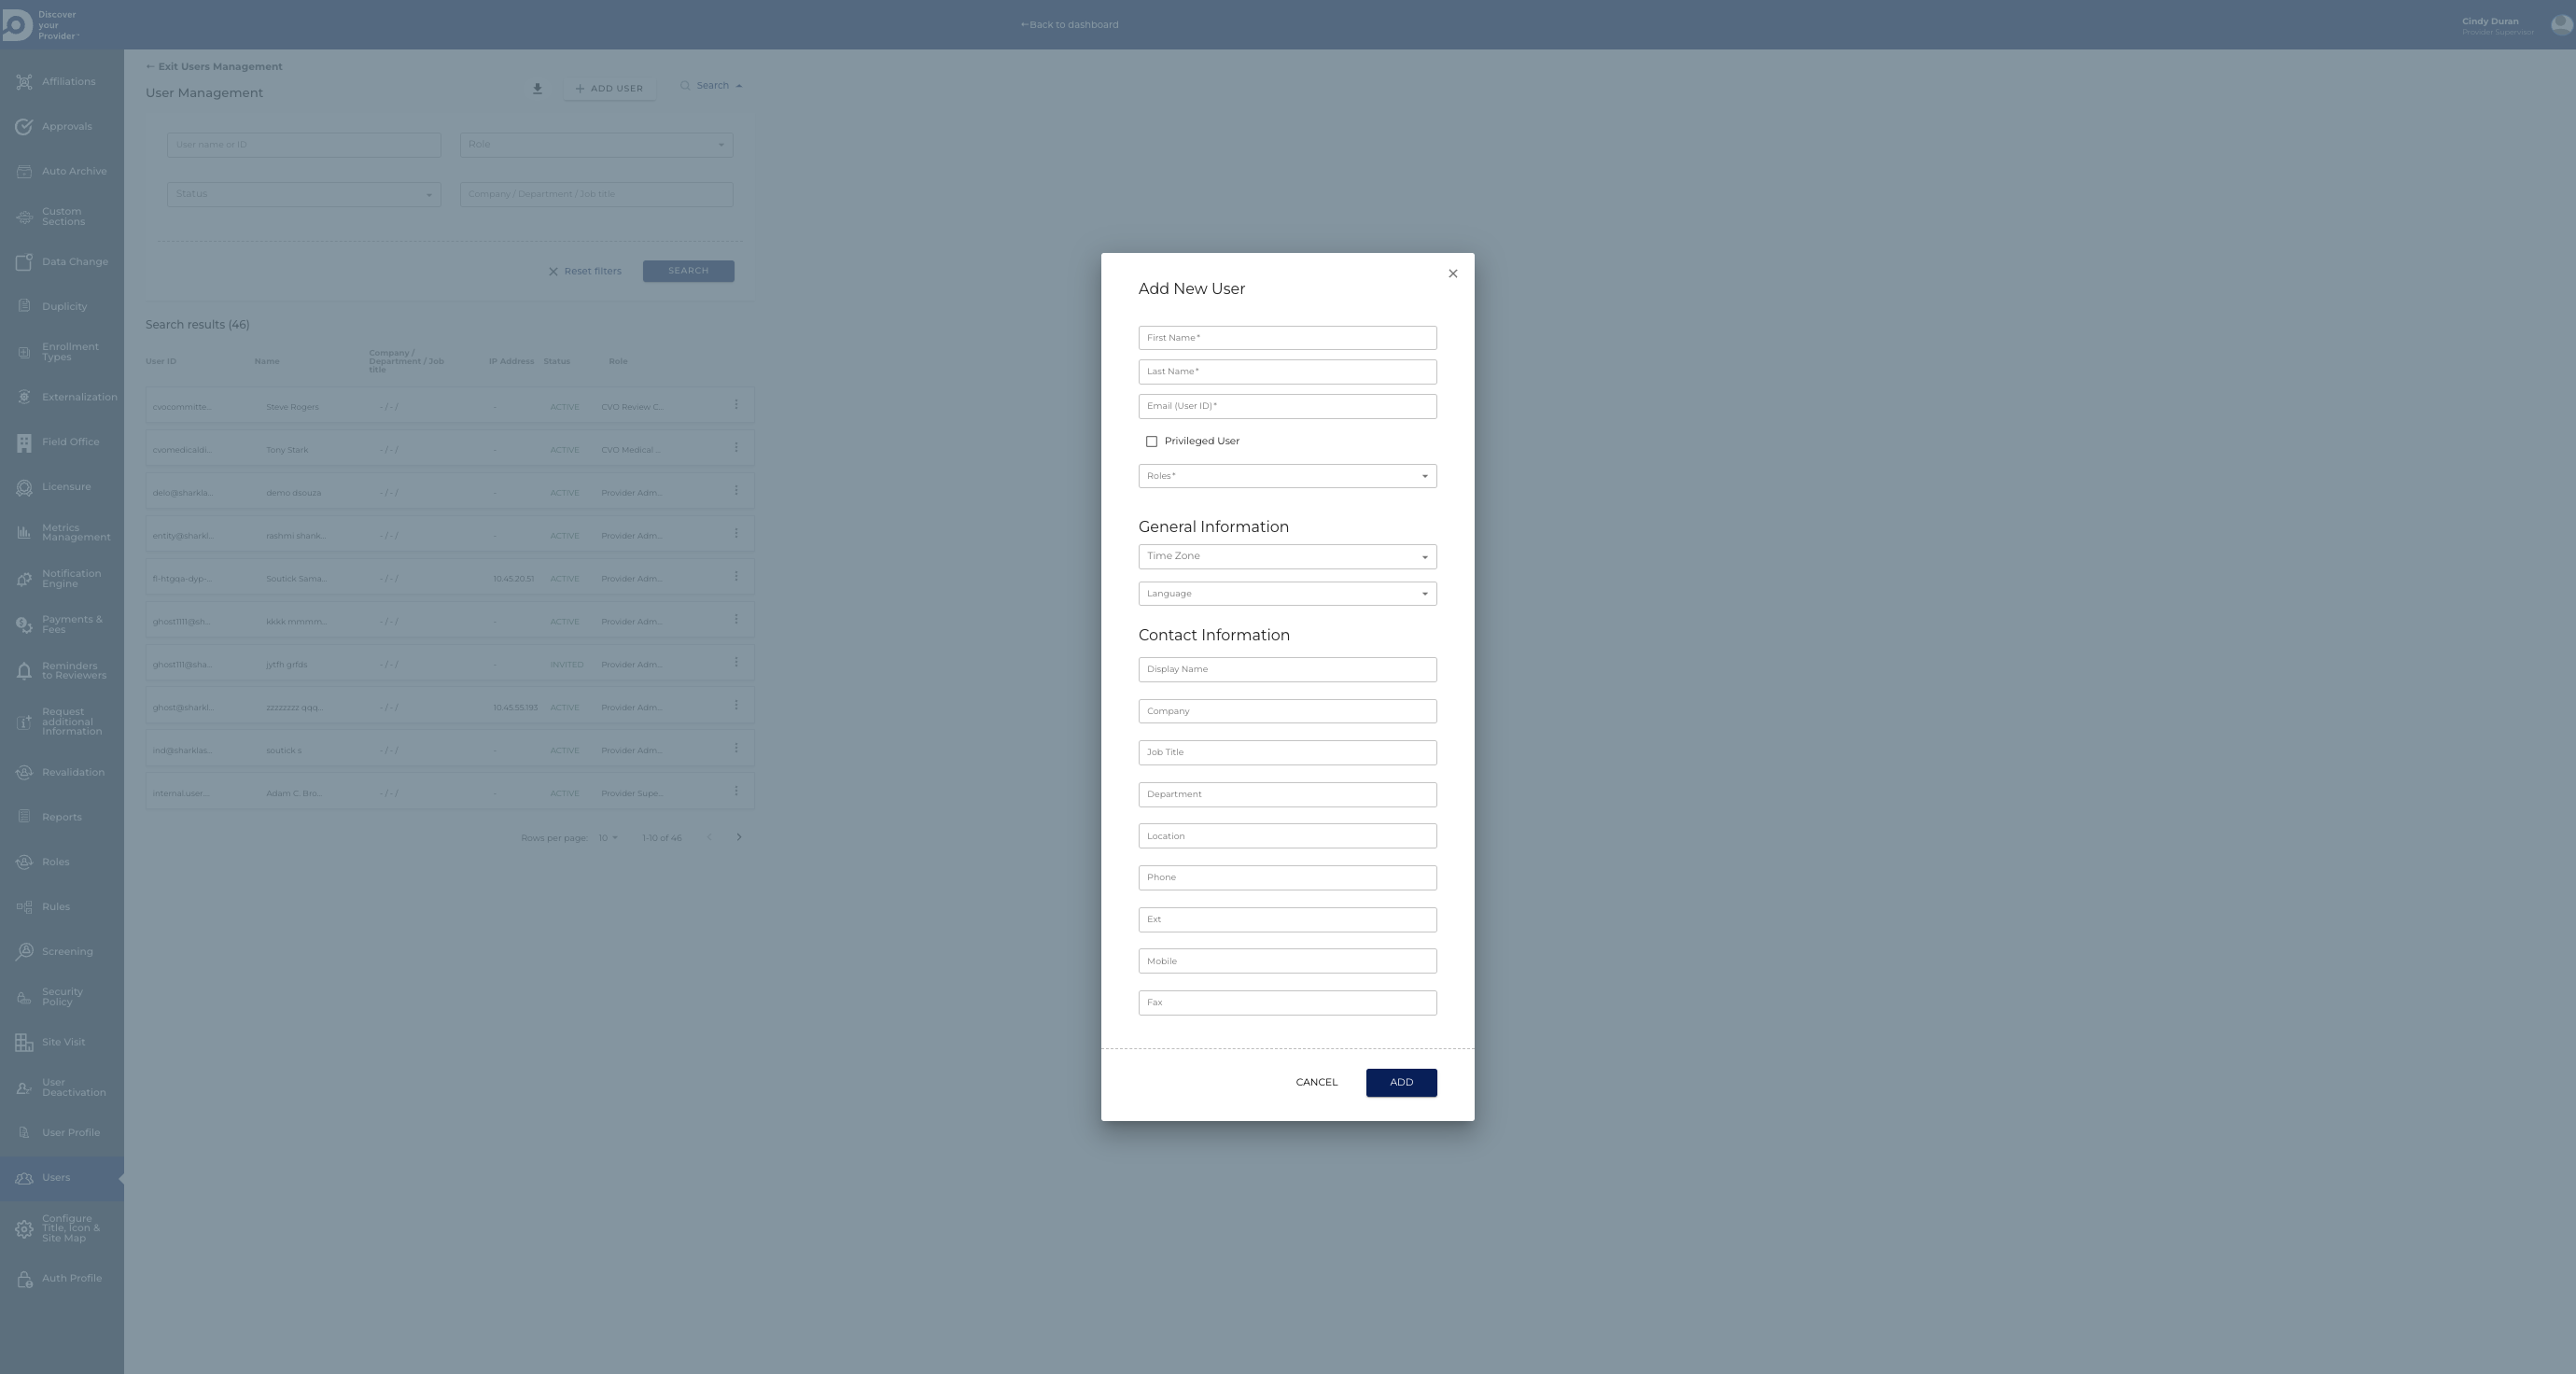 Discover
your
Provider
←Back to dashboard
Cindy Duran
Provider Supervisor
Affiliations
Approvals
Auto Archive
Custom
Sections
Data Change
Duplicity
Enrollment
Types
Externalization
Field Office
Licensure
Metrics
Management
Notification
Engine
Payments &
Fees
Reminders
to Reviewers
Request
additional
Information
Revalidation
Reports
Roles
Rules
Screening
Security
Policy
Site Visit
User
Deactivation
User Profile
Users
Configure
Title, Icon &
Site Map
Auth Profile
← Exit Users Management
User Management
+ ADD USER
Search
User name or ID
Role
Status
Company / Department / Job title
Reset filters
SEARCH
Search results (46)
User ID Name Company / Department / Job title IP Address Status Role
cvocommitte... Steve Rogers - / - / - ACTIVE CVO Review C...
cvomedicaldi... Tony Stark - / - / - ACTIVE CVO Medical ...
delo@sharkla... demo dsouza - / - / - ACTIVE Provider Adm...
entity@sharkl... rashmi shank... - / - / - ACTIVE Provider Adm...
fl-htgqa-dyp-... Soutick Sama... - / - / 10.45.20.51 ACTIVE Provider Adm...
ghost1111@sh... kkkk mmmm... - / - / - ACTIVE Provider Adm...
ghost111@sha... jytfh grfds - / - / - INVITED Provider Adm...
ghost@sharkl... zzzzzzzz qqq... - / - / 10.45.55.193 ACTIVE Provider Adm...
ind@sharklas... soutick s - / - / - ACTIVE Provider Adm...
internal.user... Adam C. Bro... - / - / - ACTIVE Provider Supe...
Rows per page: 10 1-10 of 46
Add New User
First Name*
Last Name*
Email (User ID)*
Privileged User
Roles*
General Information
Time Zone
Language
Contact Information
Display Name
Company
Job Title
Department
Location
Phone
Ext
Mobile
Fax
CANCEL
ADD